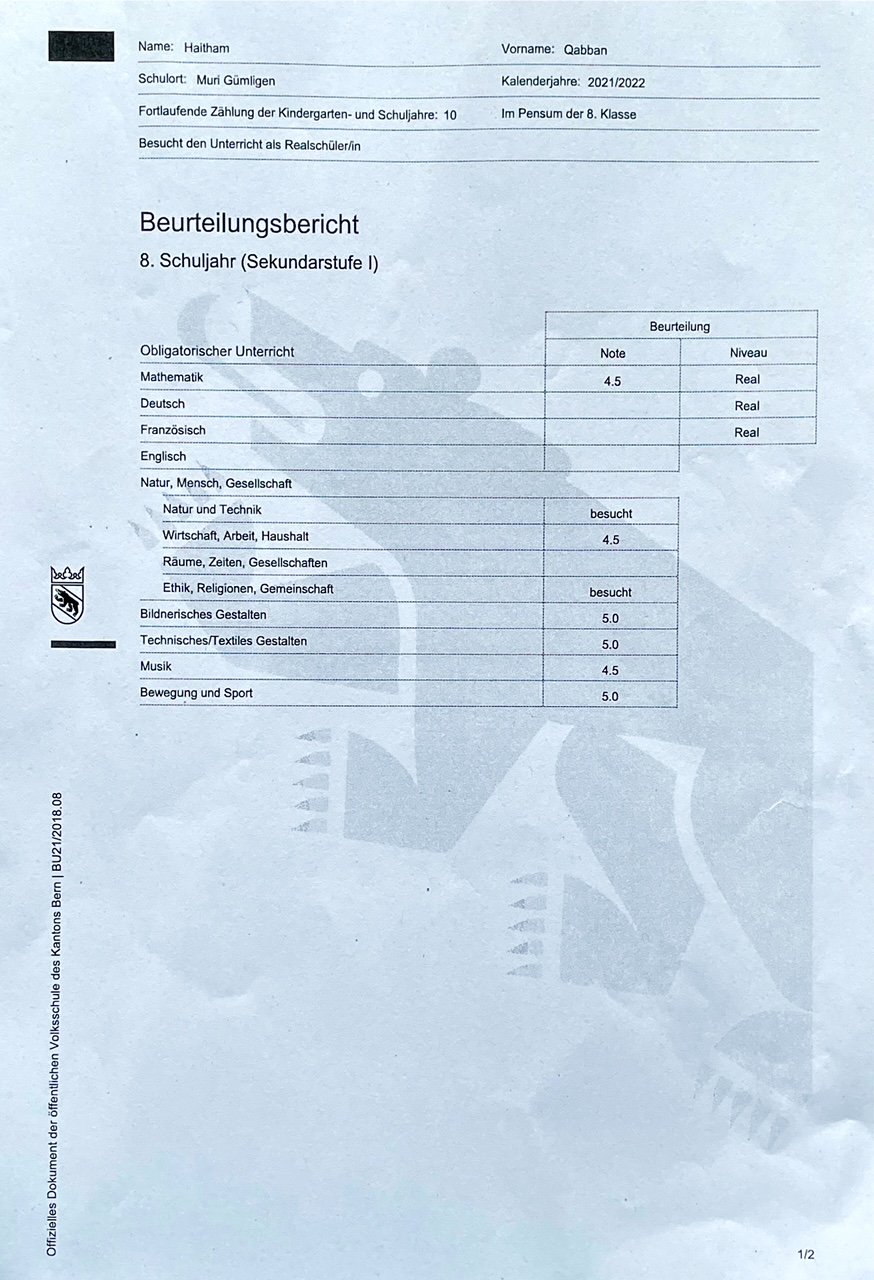 Name: Haitham Vorname: Qabban
Schulort: Muri Gümligen Kalenderjahre: 2021/2022
Fortlaufende Zählung der Kindergarten- und Schuljahre: 10 Im Pensum der 8. Klasse
Besucht den Unterricht als Realschüler/in
Beurteilungsbericht
8. Schuljahr (Sekundarstufe I)
Beurteilung
Obligatorischer Unterricht Note Niveau
Mathematik 4.5 Real
Deutsch Real
Französisch Real
Englisch
Natur, Mensch, Gesellschaft
Natur und Technik besucht
Wirtschaft, Arbeit, Haushalt 4.5
Räume, Zeiten, Gesellschaften
Ethik, Religionen, Gemeinschaft besucht
Bildnerisches Gestalten 5.0
Technisches/Textiles Gestalten 5.0
Musik 4.5
Bewegung und Sport 5.0
Offizielles Dokument der öffentlichen Volksschule des Kantons Bern | BU21/2018.08
1/2